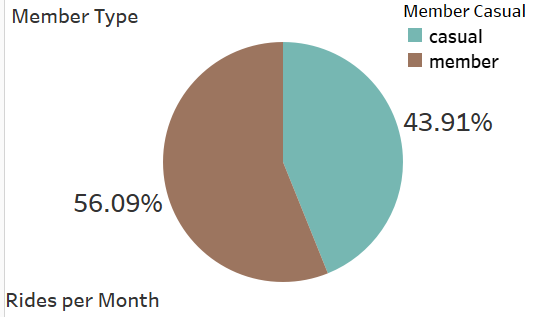 Member Type
Member Casual
casual
member
43.91%
56.09%
Rides per Month